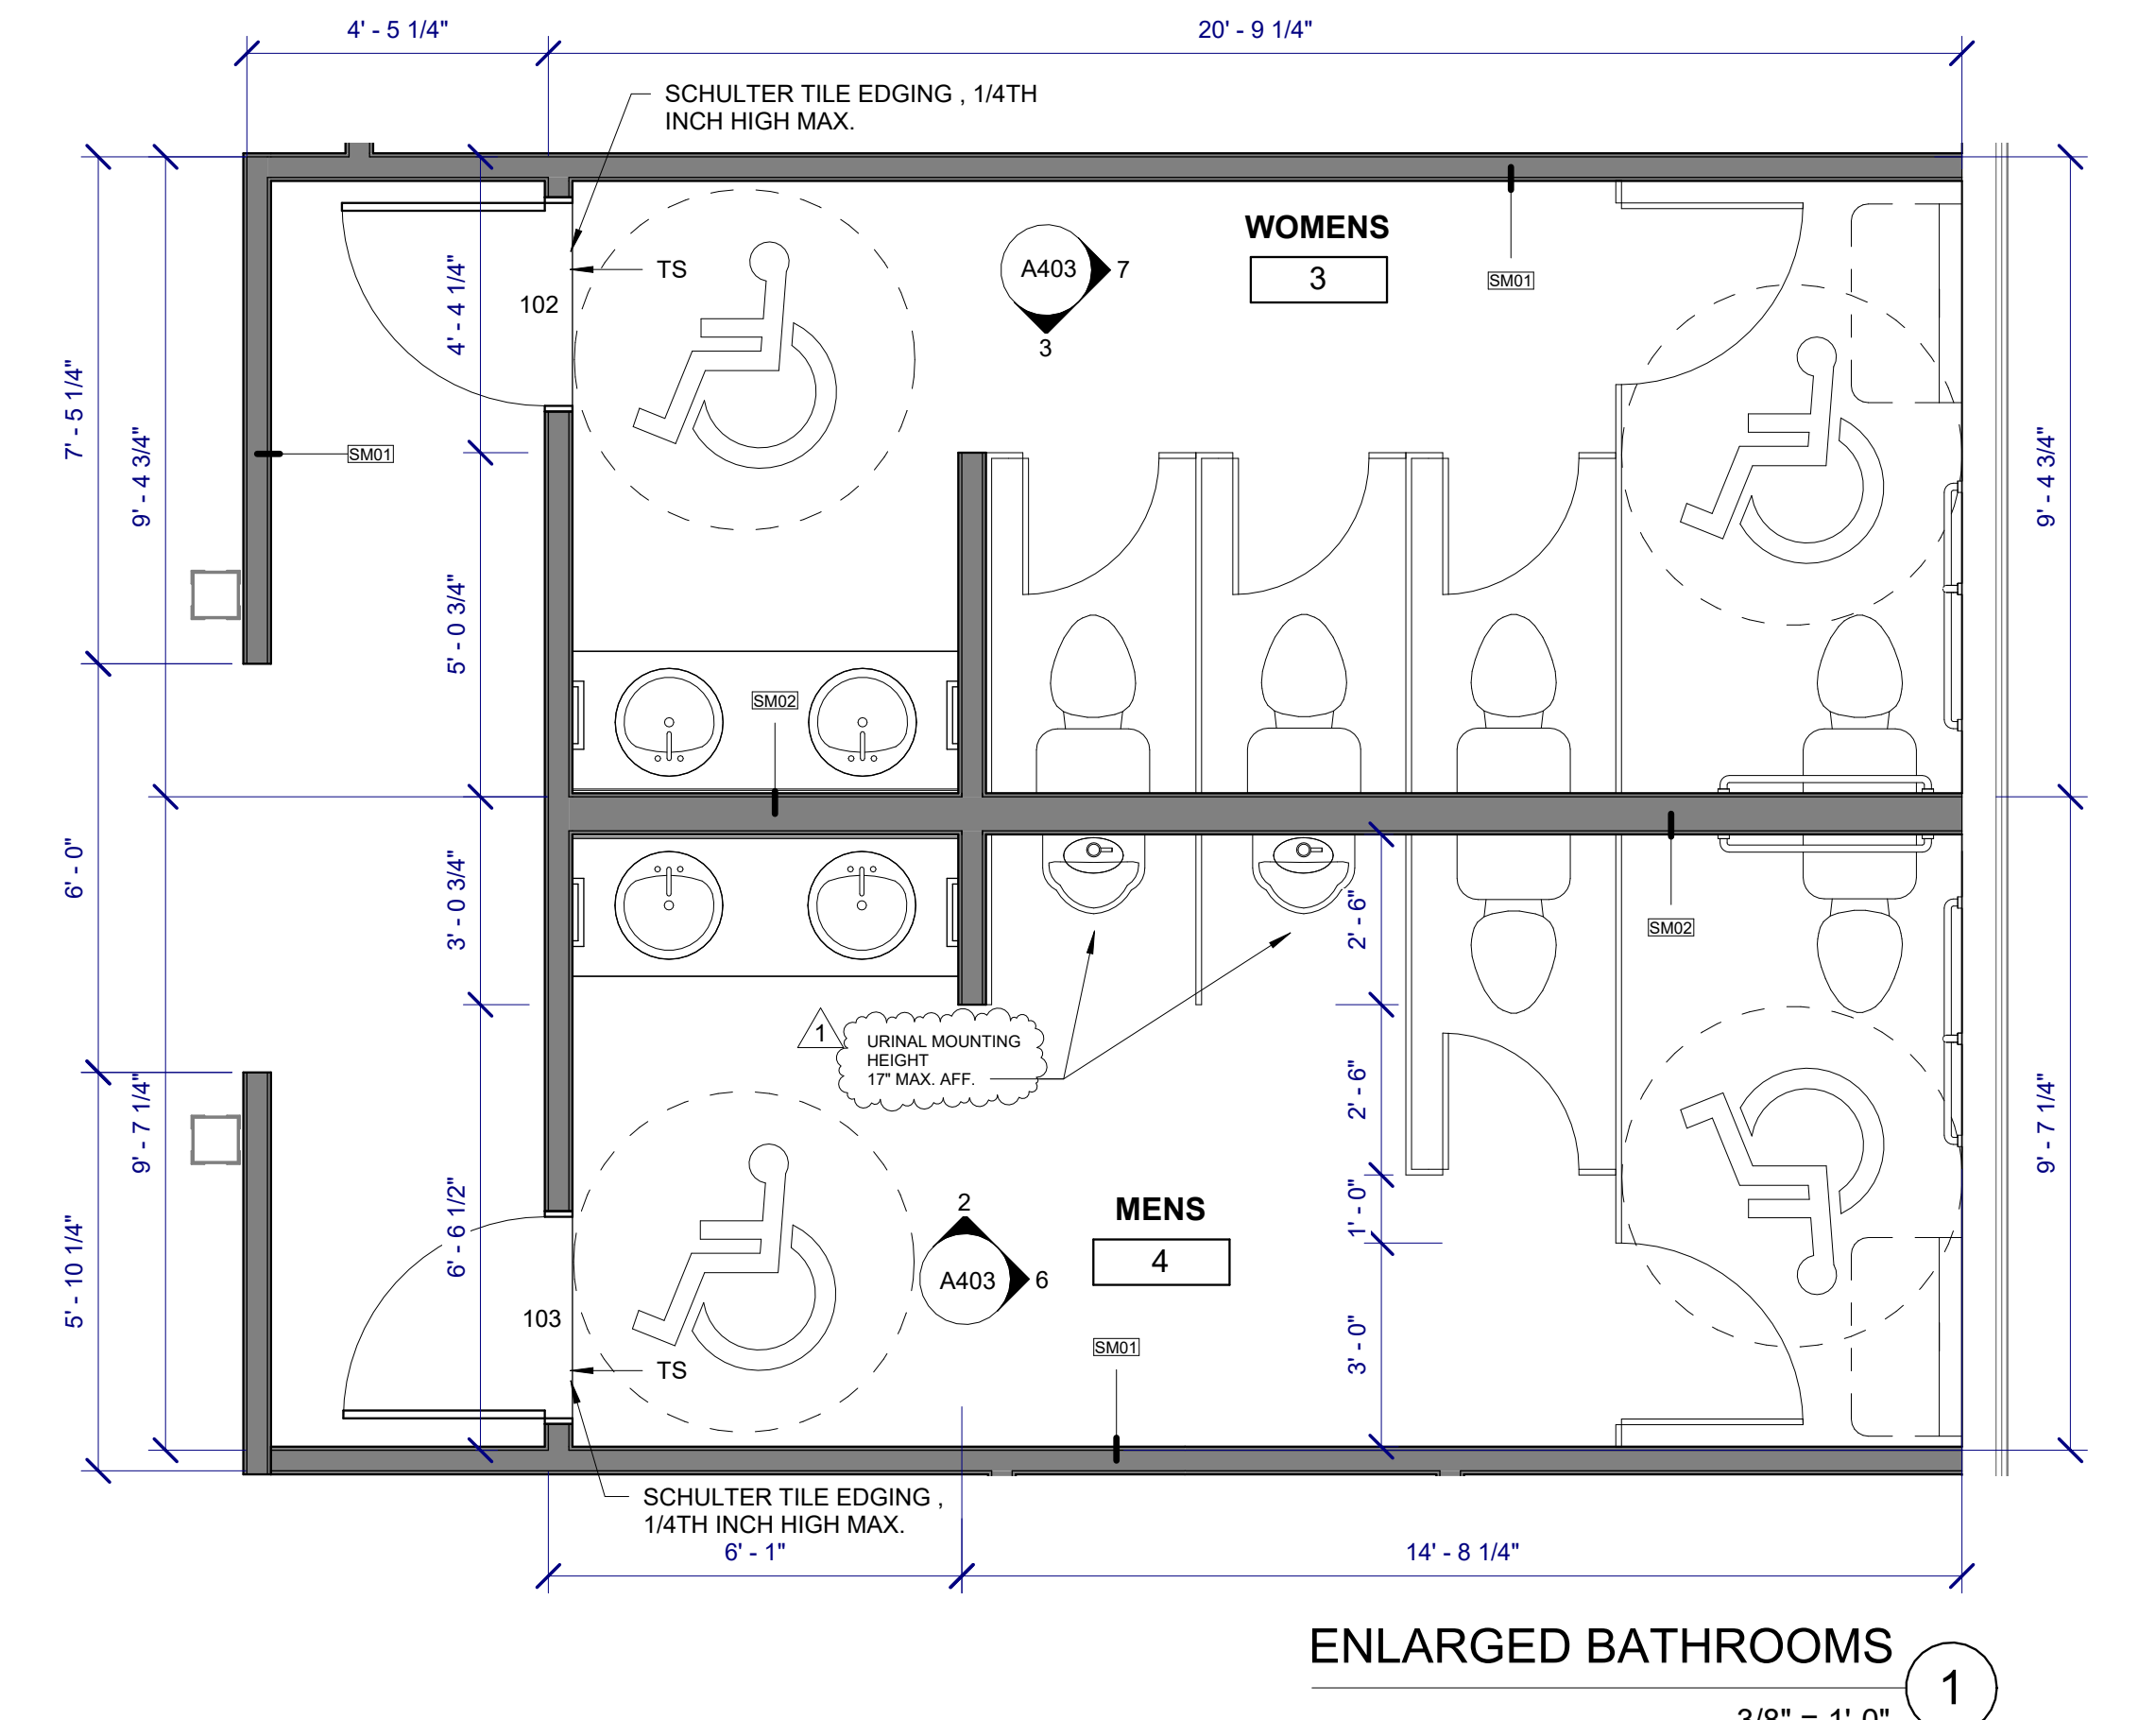 4' - 5 1/4"
20' - 9 1/4"
SCHULTER TILE EDGING , 1/4TH
INCH HIGH MAX.
WOMENS
3
A403
7
3
SM01
TS
102
4' - 4 1/4"
7' - 5 1/4"
9' - 4 3/4"
SM01
9' - 4 3/4"
5' - 0 3/4"
SM02
6' - 0"
3' - 0 3/4"
2' - 6"
SM02
1
URINAL MOUNTING
HEIGHT
17" MAX. AFF.
2' - 6"
9' - 7 1/4"
9' - 7 1/4"
5' - 10 1/4"
6' - 6 1/2"
1' - 0"
2
A403
6
MENS
4
103
SM01
3' - 0"
TS
SCHULTER TILE EDGING ,
1/4TH INCH HIGH MAX.
6' - 1"
14' - 8 1/4"
ENLARGED BATHROOMS
1
3/8" = 1'-0"